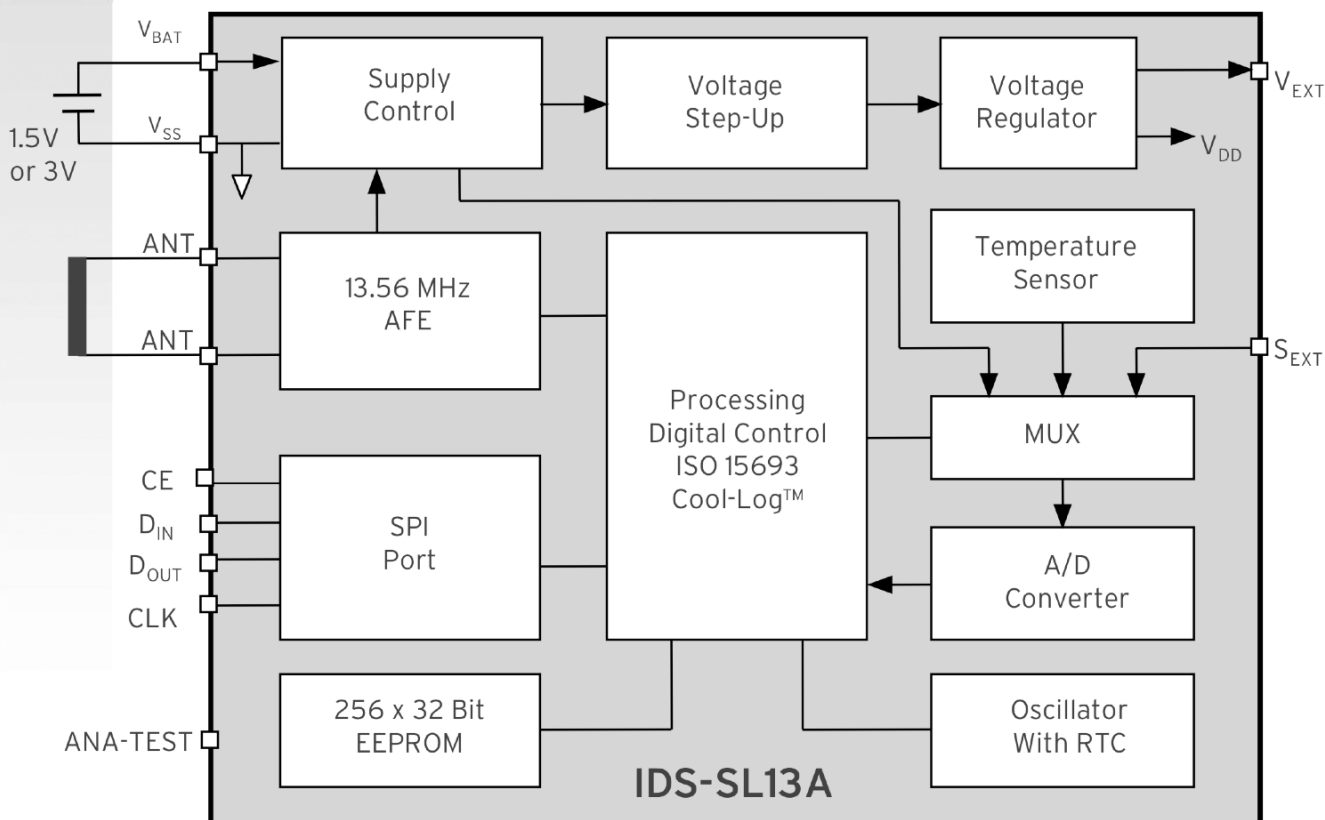 V_BAT
Supply
Control
Voltage
Step-Up
Voltage
Regulator
V_EXT
V_SS
1.5V
or 3V
V_DD
ANT
13.56 MHz
AFE
Temperature
Sensor
ANT
S_EXT
Processing
Digital Control
ISO 15693
Cool-Log™
MUX
CE
D_IN
D_OUT
CLK
SPI
Port
A/D
Converter
256 x 32 Bit
EEPROM
Oscillator
With RTC
ANA-TEST
IDS-SL13A